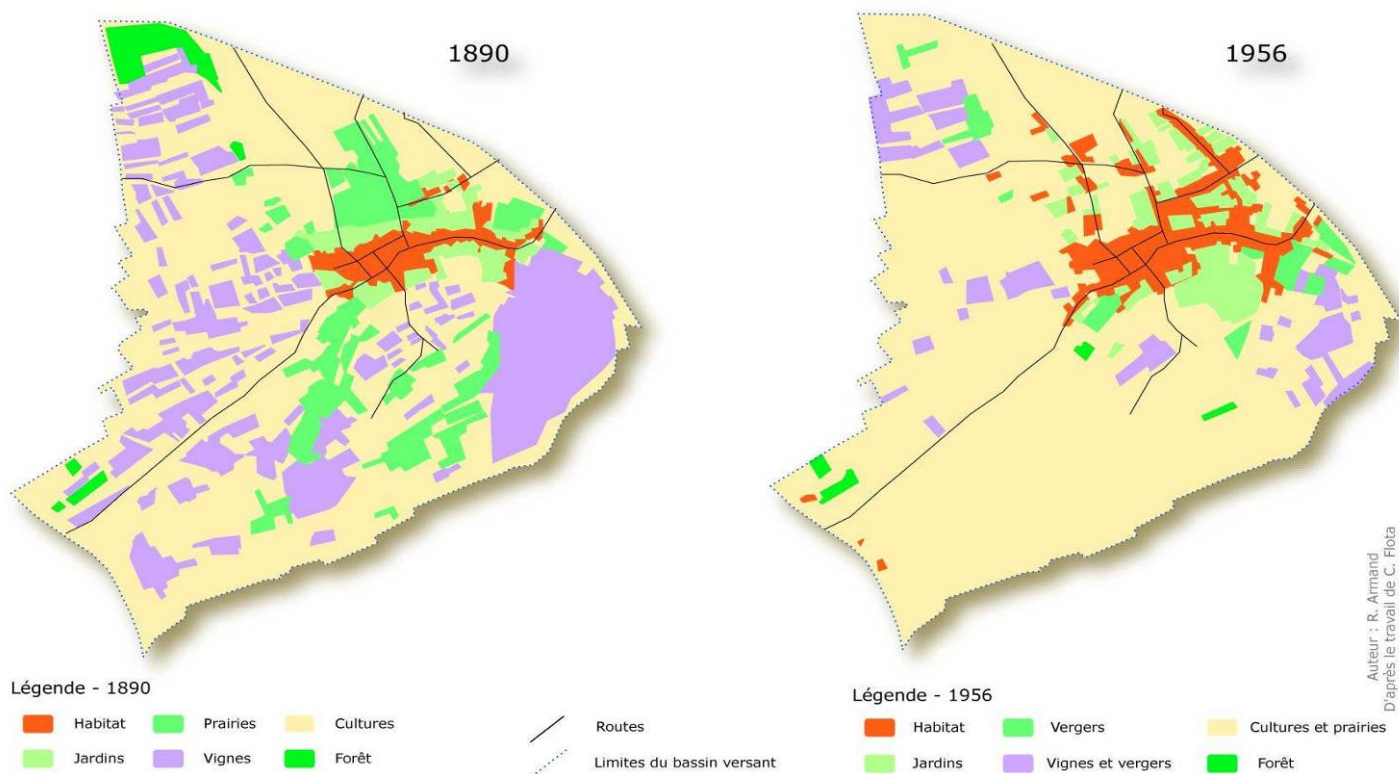 1890
1956
Légende - 1890
Habitat
Prairies
Cultures
Jardins
Vignes
Forêt
Routes
Limites du bassin versant
Légende - 1956
Habitat
Vergers
Cultures et prairies
Jardins
Vignes et vergers
Forêt
Auteur : R. Armand
D'après le travail de C. Flota